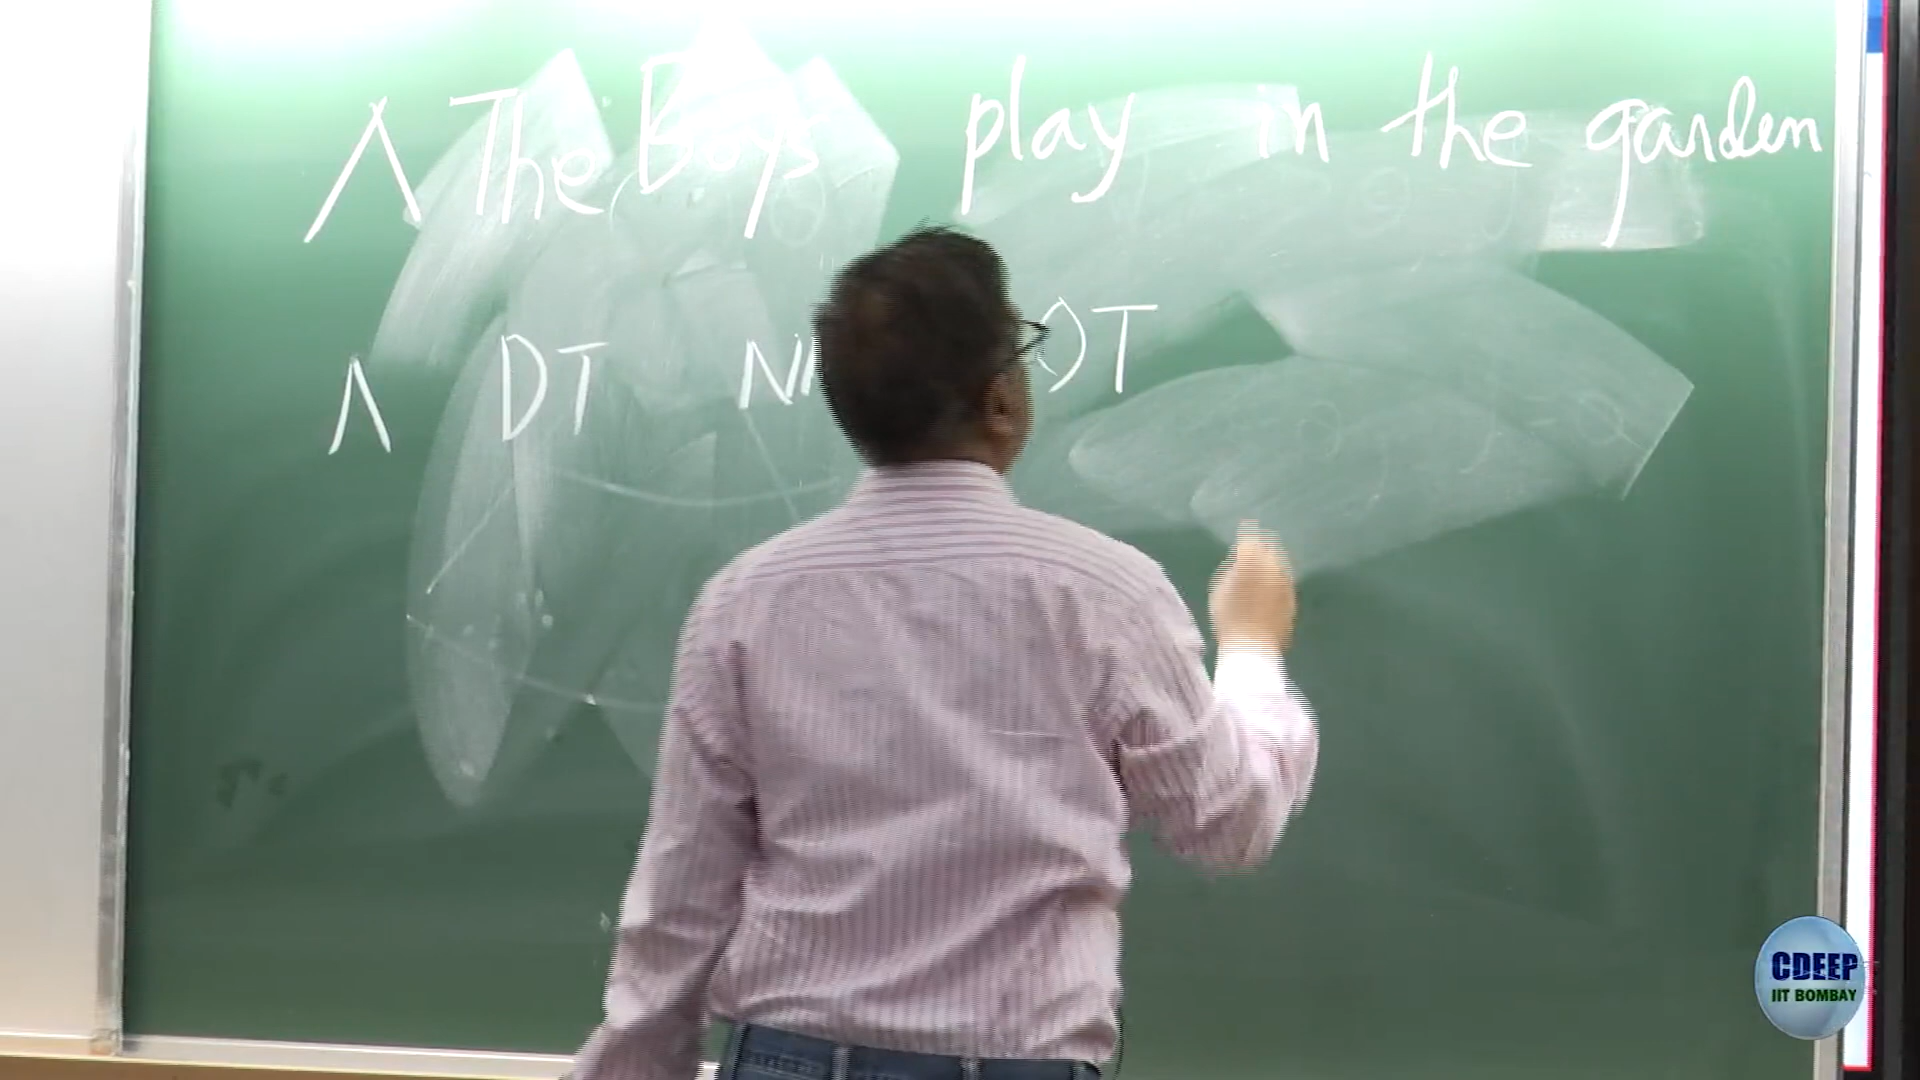 ^ The Boys play in the garden
^ DT
CDEEP
IIT BOMBAY